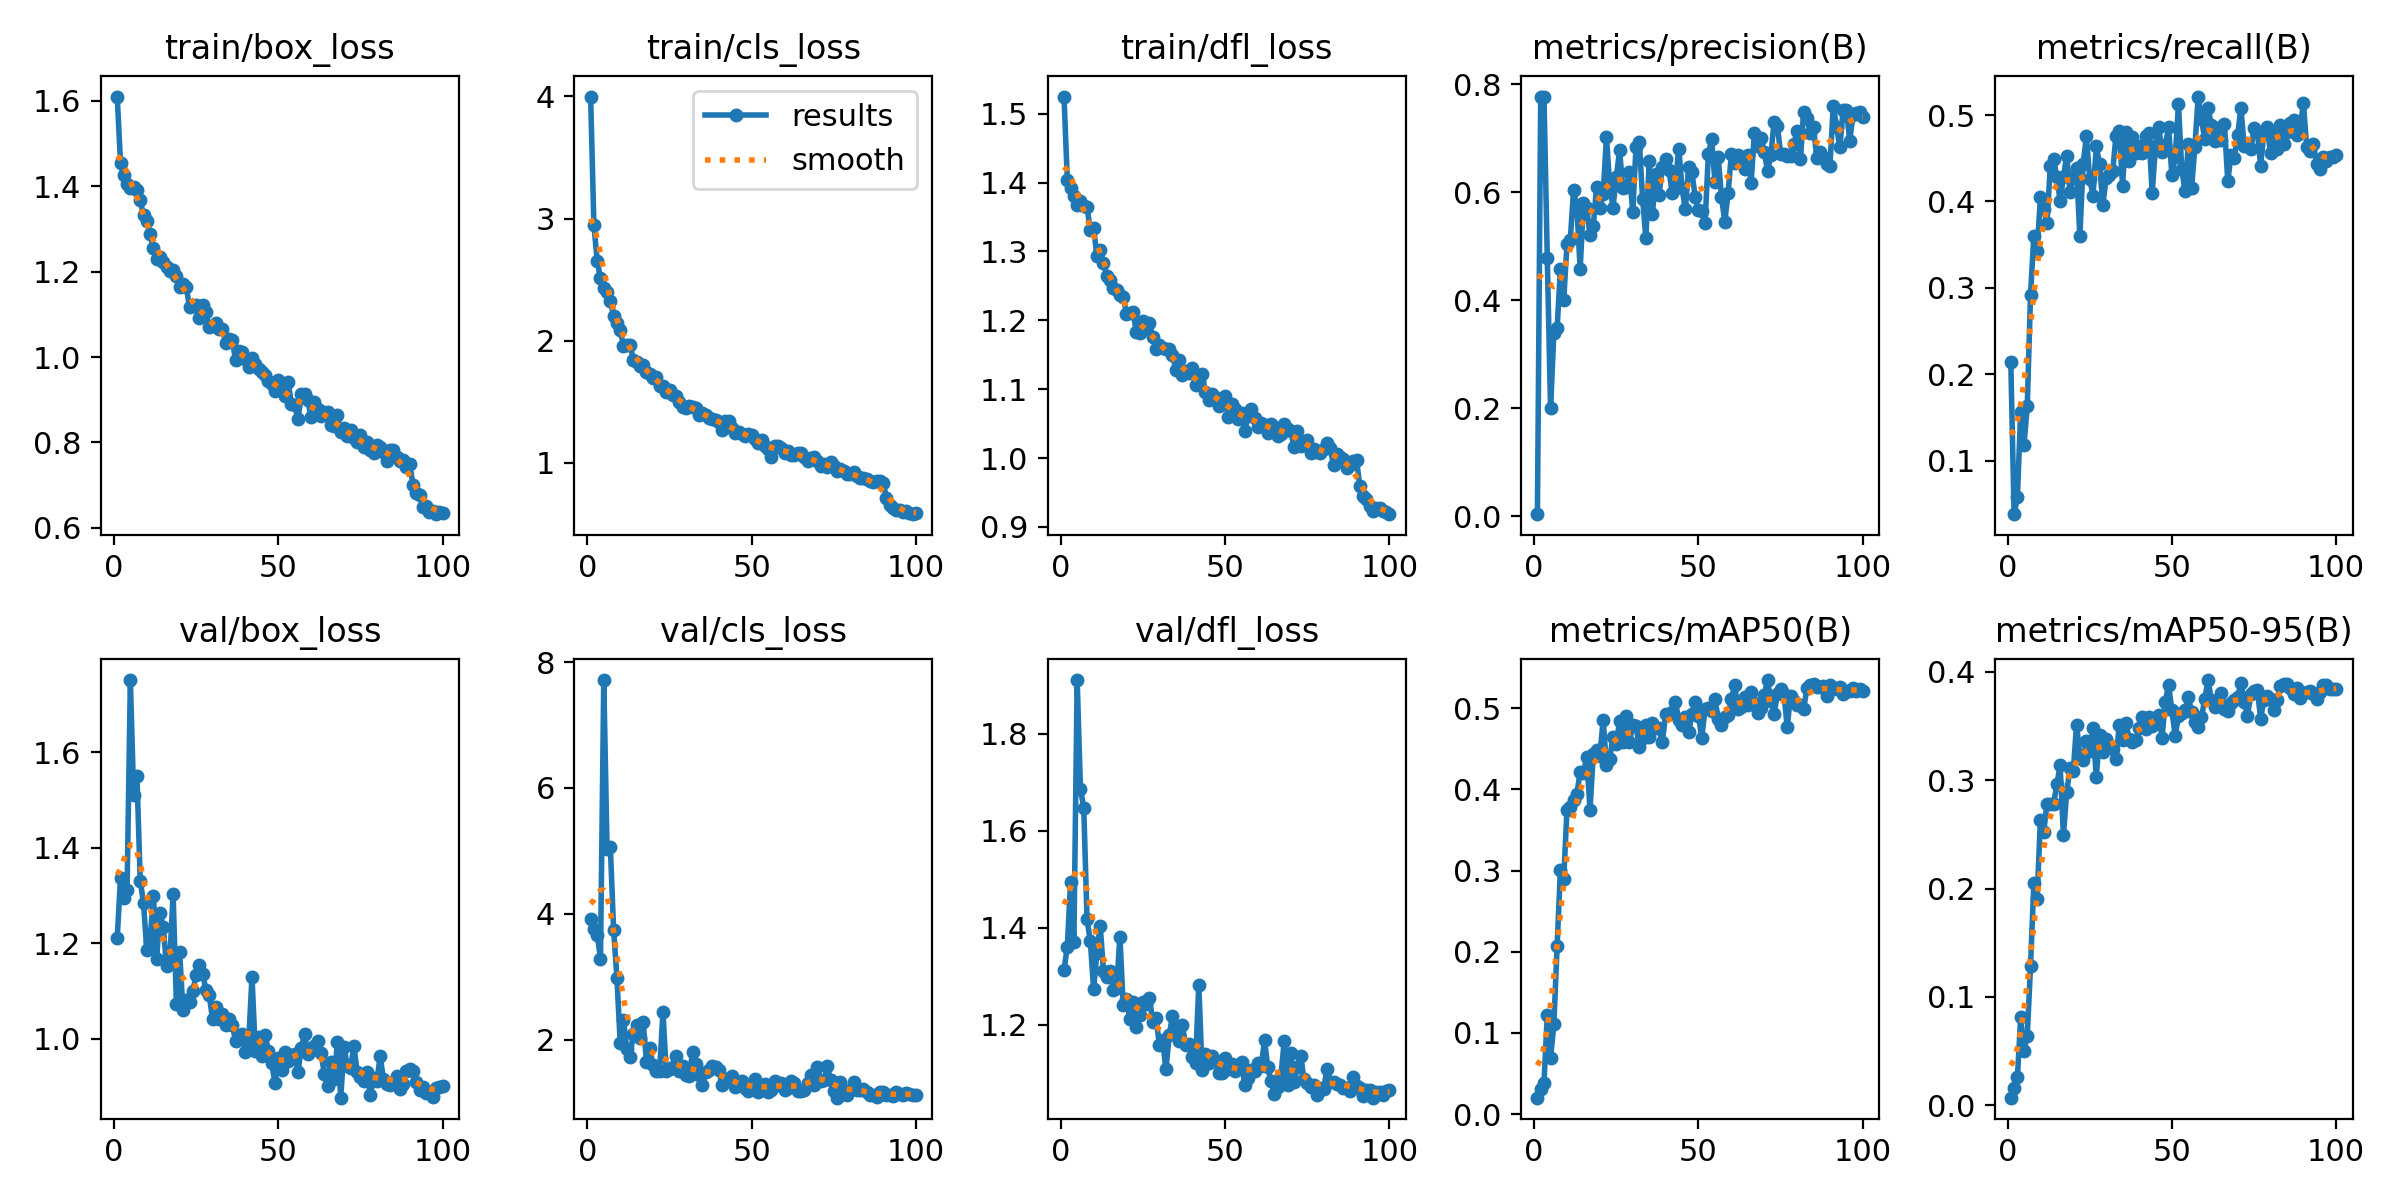 train/box_loss
1.6
1.4
1.2
1.0
0.8
0.6
0 50 100
train/cls_loss
results
smooth
4
3
2
1
0 50 100
train/dfl_loss
1.5
1.4
1.3
1.2
1.1
1.0
0.9
0 50 100
metrics/precision(B)
0.8
0.6
0.4
0.2
0.0
0 50 100
metrics/recall(B)
0.5
0.4
0.3
0.2
0.1
0 50 100
val/box_loss
1.6
1.4
1.2
1.0
0 50 100
val/cls_loss
8
6
4
2
0 50 100
val/dfl_loss
1.8
1.6
1.4
1.2
0 50 100
metrics/mAP50(B)
0.5
0.4
0.3
0.2
0.1
0.0
0 50 100
metrics/mAP50-95(B)
0.4
0.3
0.2
0.1
0.0
0 50 100